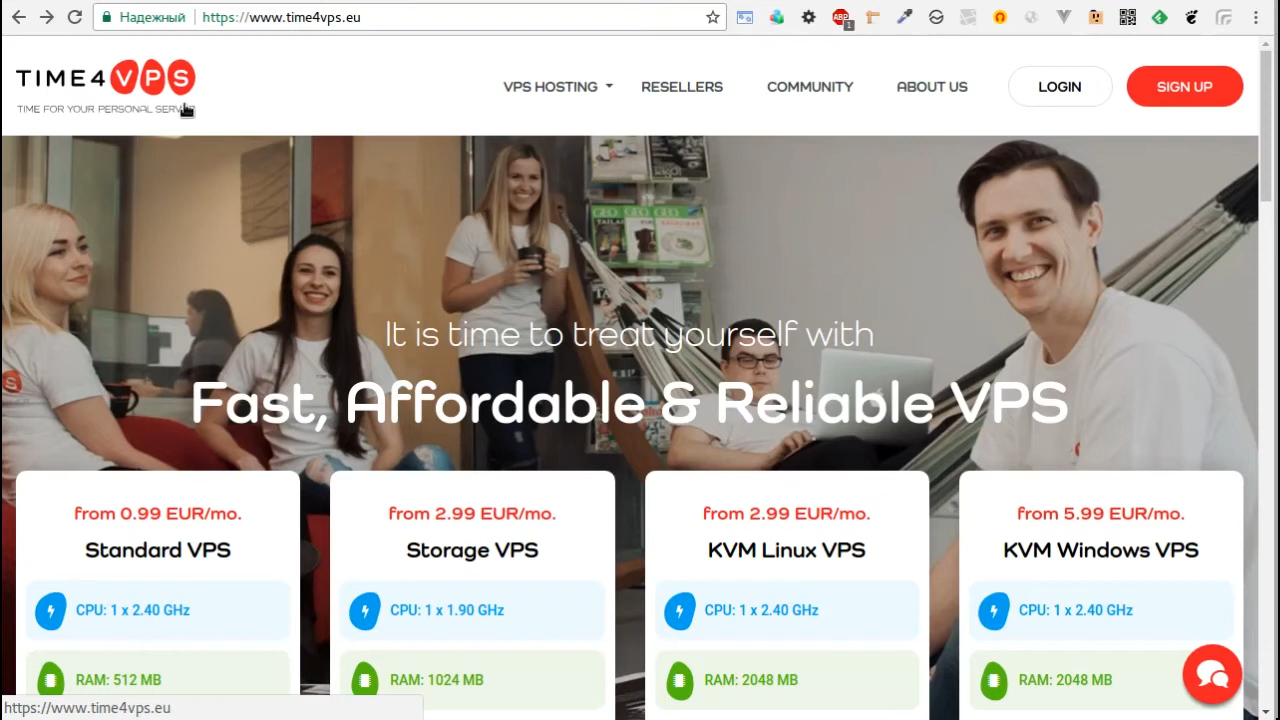 Надежный https://www.time4vps.eu
ABP
1
TIME4VPS
TIME FOR YOUR PERSONAL SERVER
VPS HOSTING RESELLERS COMMUNITY ABOUT US LOGIN SIGN UP
It is time to treat yourself with
Fast, Affordable & Reliable VPS
from 0.99 EUR/mo.
Standard VPS
CPU: 1 x 2.40 GHz
RAM: 512 MB
from 2.99 EUR/mo.
Storage VPS
CPU: 1 x 1.90 GHz
RAM: 1024 MB
from 2.99 EUR/mo.
KVM Linux VPS
CPU: 1 x 2.40 GHz
RAM: 2048 MB
from 5.99 EUR/mo.
KVM Windows VPS
CPU: 1 x 2.40 GHz
RAM: 2048 MB
https://www.time4vps.eu